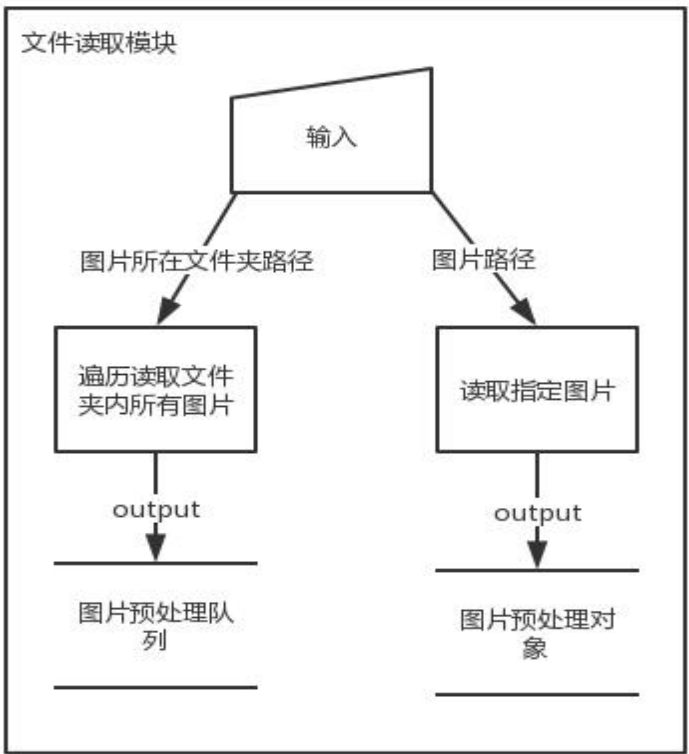 文件读取模块
输入
图片所在文件夹路径
图片路径
遍历读取文件
夹内所有图片
读取指定图片
output
output
图片预处理队
列
图片预处理对
象